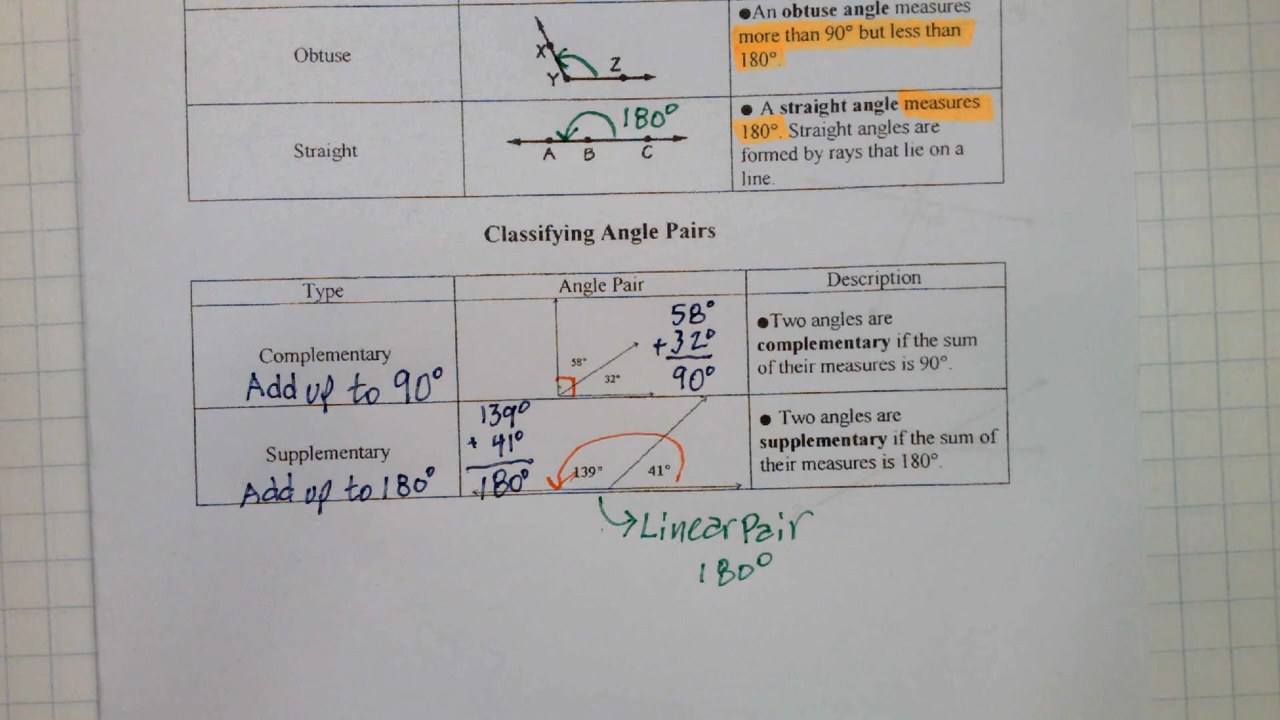 Obtuse
X
Y
Z
●An obtuse angle measures
more than 90° but less than
180°.
Straight
180°
A B C
● A straight angle measures
180°. Straight angles are
formed by rays that lie on a
line.
Classifying Angle Pairs
Type
Angle Pair
Description
Complementary
Add up to 90°
58°
32°
58°
+32°
90°
●Two angles are
complementary if the sum
of their measures is 90°.
Supplementary
Add up to 180°
139°
+ 41°
180°
139°
41°
● Two angles are
supplementary if the sum of
their measures is 180°.
Linear Pair
180°